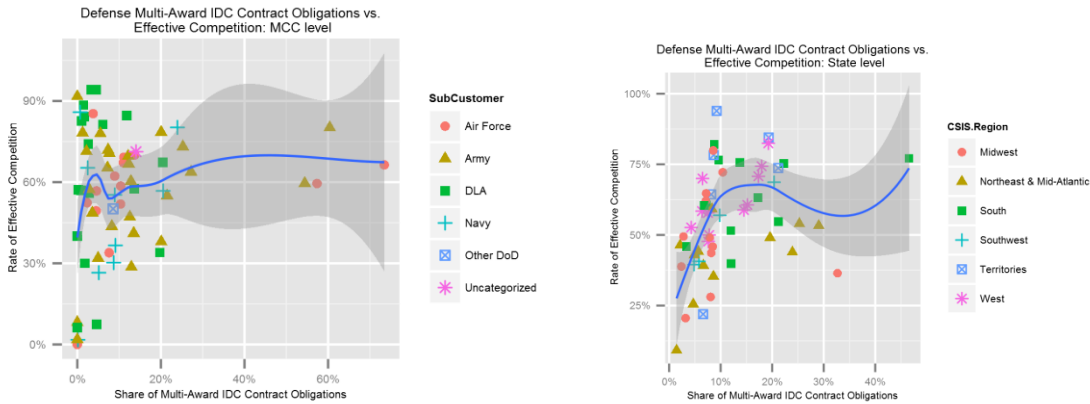 Defense Multi-Award IDC Contract Obligations vs.
Effective Competition: MCC level
Rate of Effective Competition
90%
60%
30%
0%
0%
20%
40%
60%
Share of Multi-Award IDC Contract Obligations
SubCustomer
Air Force
Army
DLA
Navy
Other DoD
Uncategorized
Defense Multi-Award IDC Contract Obligations vs.
Effective Competition: State level
Rate of Effective Competition
100%
75%
50%
25%
0%
10%
20%
30%
40%
Share of Multi-Award IDC Contract Obligations
CSIS.Region
Midwest
Northeast & Mid-Atlantic
South
Southwest
Territories
West